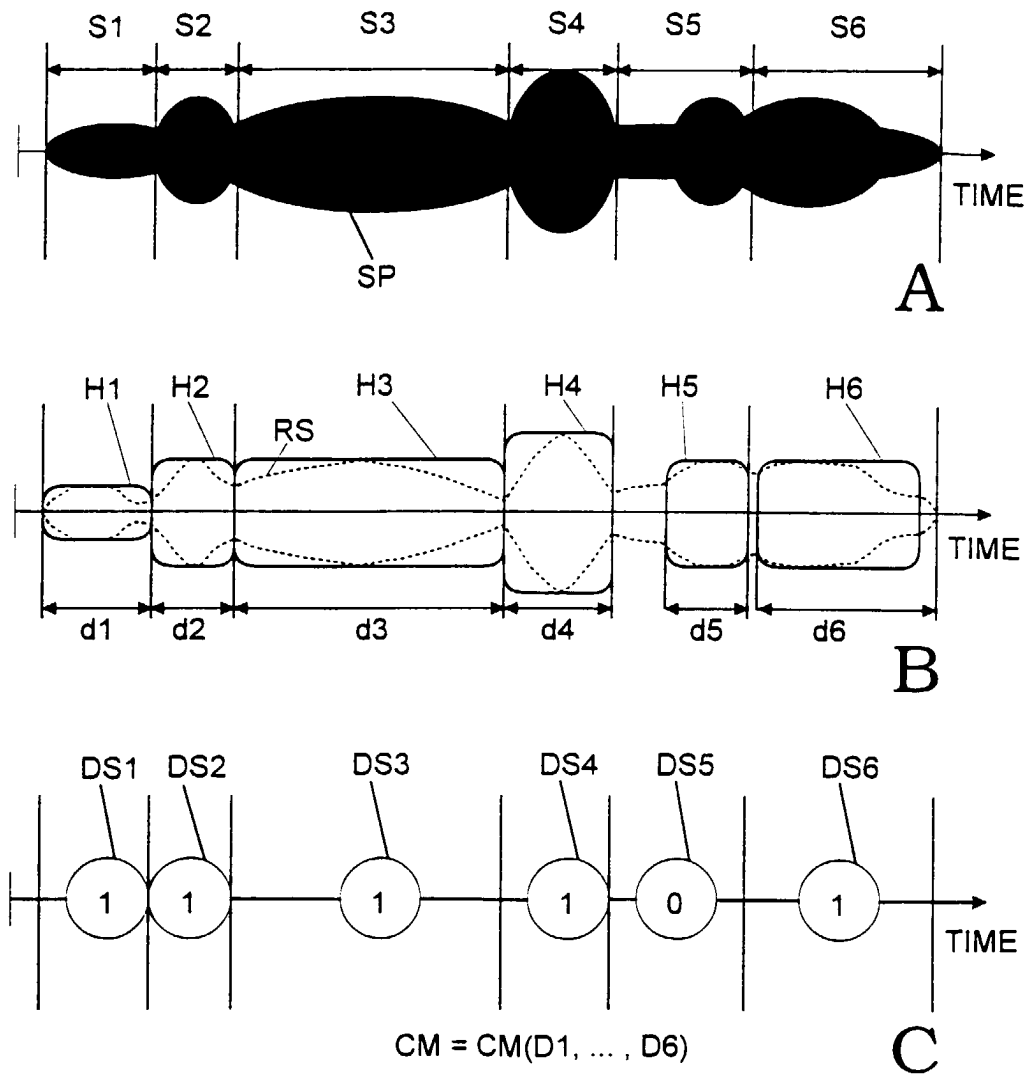 S1 S2 S3 S4 S5 S6
TIME
SP
A
H1 H2 H3 H4 H5 H6
RS
TIME
d1 d2 d3 d4 d5 d6
B
DS1 DS2 DS3 DS4 DS5 DS6
1 1 1 1 0 1
TIME
CM = CM(D1, ... , D6)
C